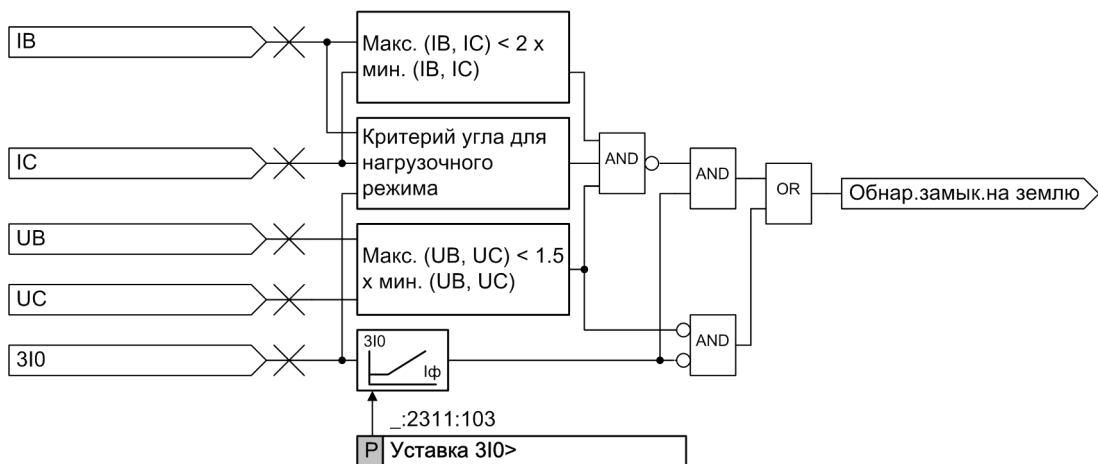 IB
Макс. (IB, IC) < 2 x
мин. (IB, IC)
IC
Критерий угла для
нагрузочного
режима
AND
AND
OR
Обнар.замык.на землю
UB
Макс. (UB, UC) < 1.5
x мин. (UB, UC)
UC
3I0
3I0
Iф
AND
_:2311:103
P Уставка 3I0>